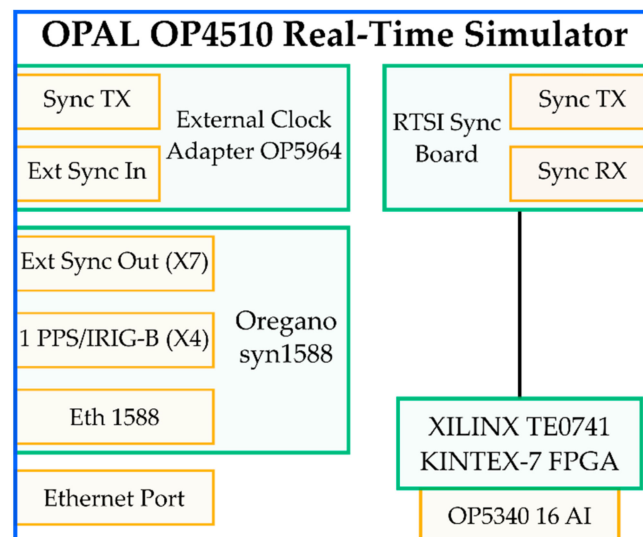 OPAL OP4510 Real-Time Simulator
Sync TX
Ext Sync In
External Clock
Adapter OP5964
RTSI Sync
Board
Sync TX
Sync RX
Ext Sync Out (X7)
1 PPS/IRIG-B (X4)
Eth 1588
Oregano
syn1588
Ethernet Port
XILINX TE0741
KINTEX-7 FPGA
OP5340 16 AI